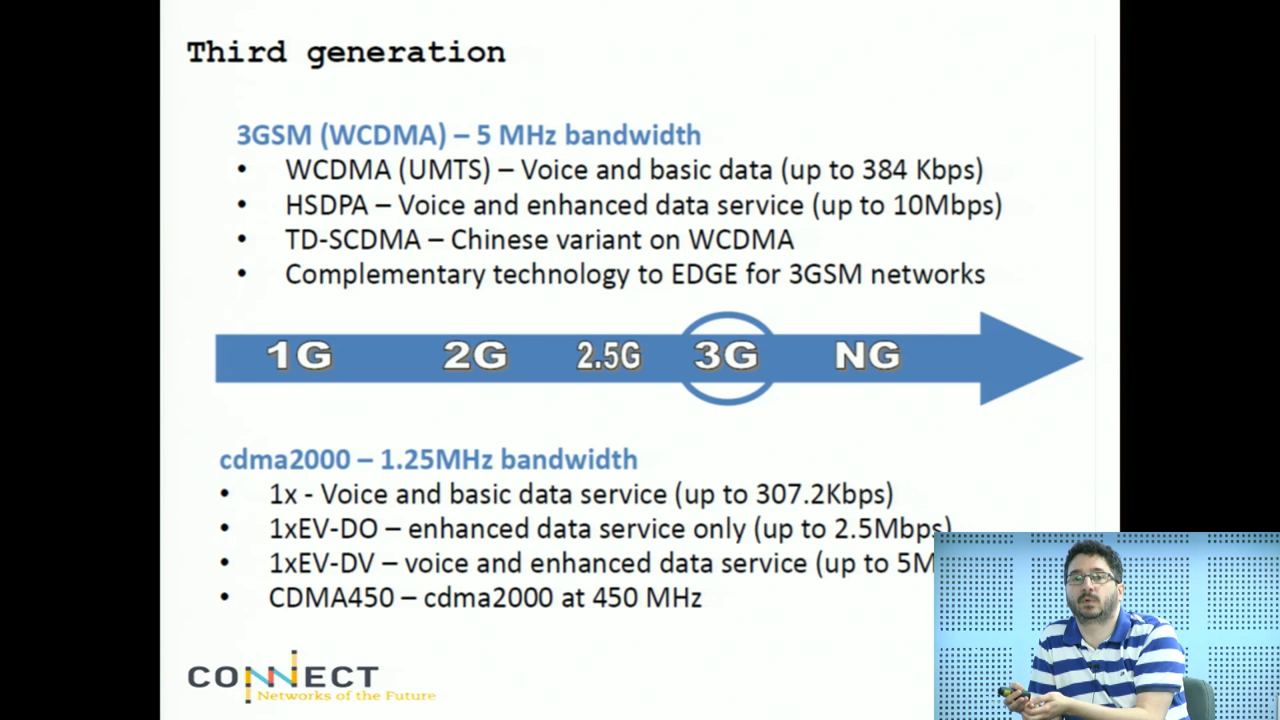 Third generation
3GSM (WCDMA) – 5 MHz bandwidth
• WCDMA (UMTS) – Voice and basic data (up to 384 Kbps)
• HSDPA – Voice and enhanced data service (up to 10Mbps)
• TD-SCDMA – Chinese variant on WCDMA
• Complementary technology to EDGE for 3GSM networks
1G 2G 2.5G 3G NG
cdma2000 – 1.25MHz bandwidth
• 1x - Voice and basic data service (up to 307.2Kbps)
• 1xEV-DO – enhanced data service only (up to 2.5Mbps)
• 1xEV-DV – voice and enhanced data service (up to 5M
• CDMA450 – cdma2000 at 450 MHz
CONNECT
Networks of the Future